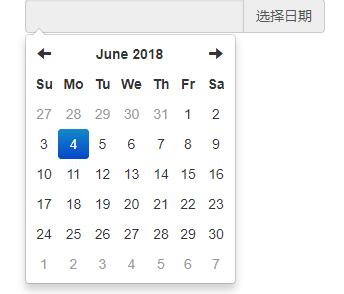 选择日期
June 2018
Su Mo Tu We Th Fr Sa
27 28 29 30 31 1 2
3 4 5 6 7 8 9
10 11 12 13 14 15 16
17 18 19 20 21 22 23
24 25 26 27 28 29 30
1 2 3 4 5 6 7